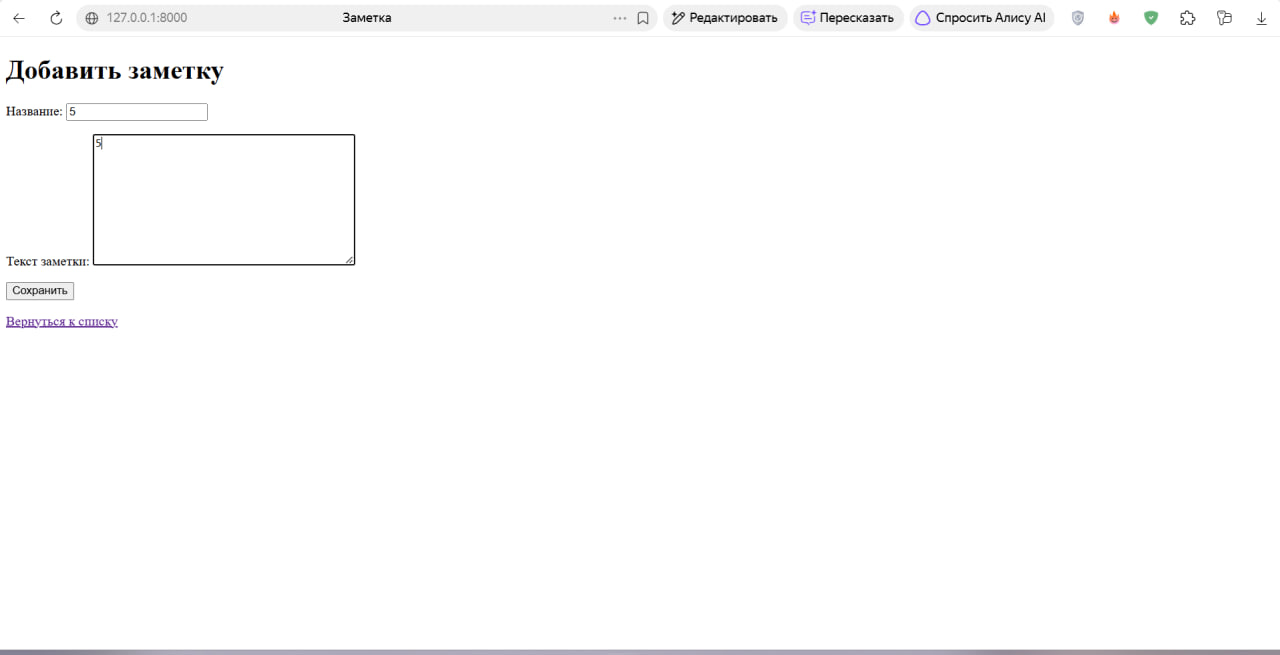 127.0.0.1:8000 Заметка Редактировать Пересказать Спросить Алису AI
Добавить заметку
Название: 5
5
Текст заметки:
Сохранить
Вернуться к списку